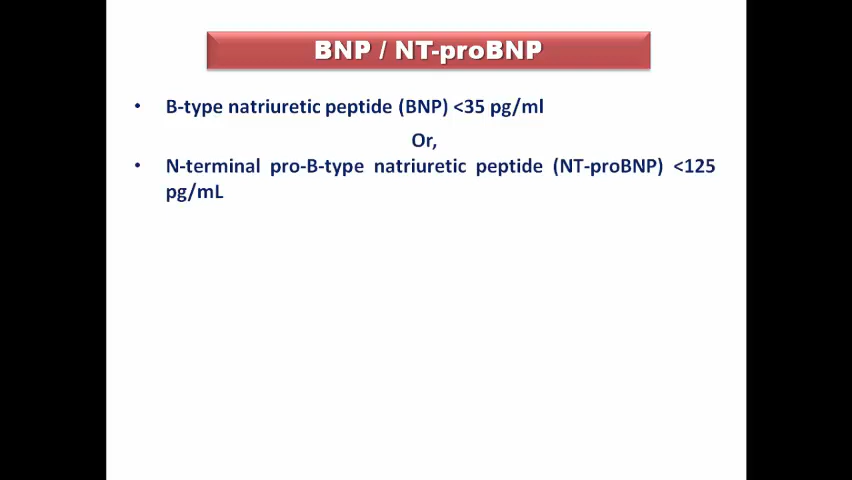 BNP / NT-proBNP
• B-type natriuretic peptide (BNP) <35 pg/ml
Or,
• N-terminal pro-B-type natriuretic peptide (NT-proBNP) <125
pg/mL